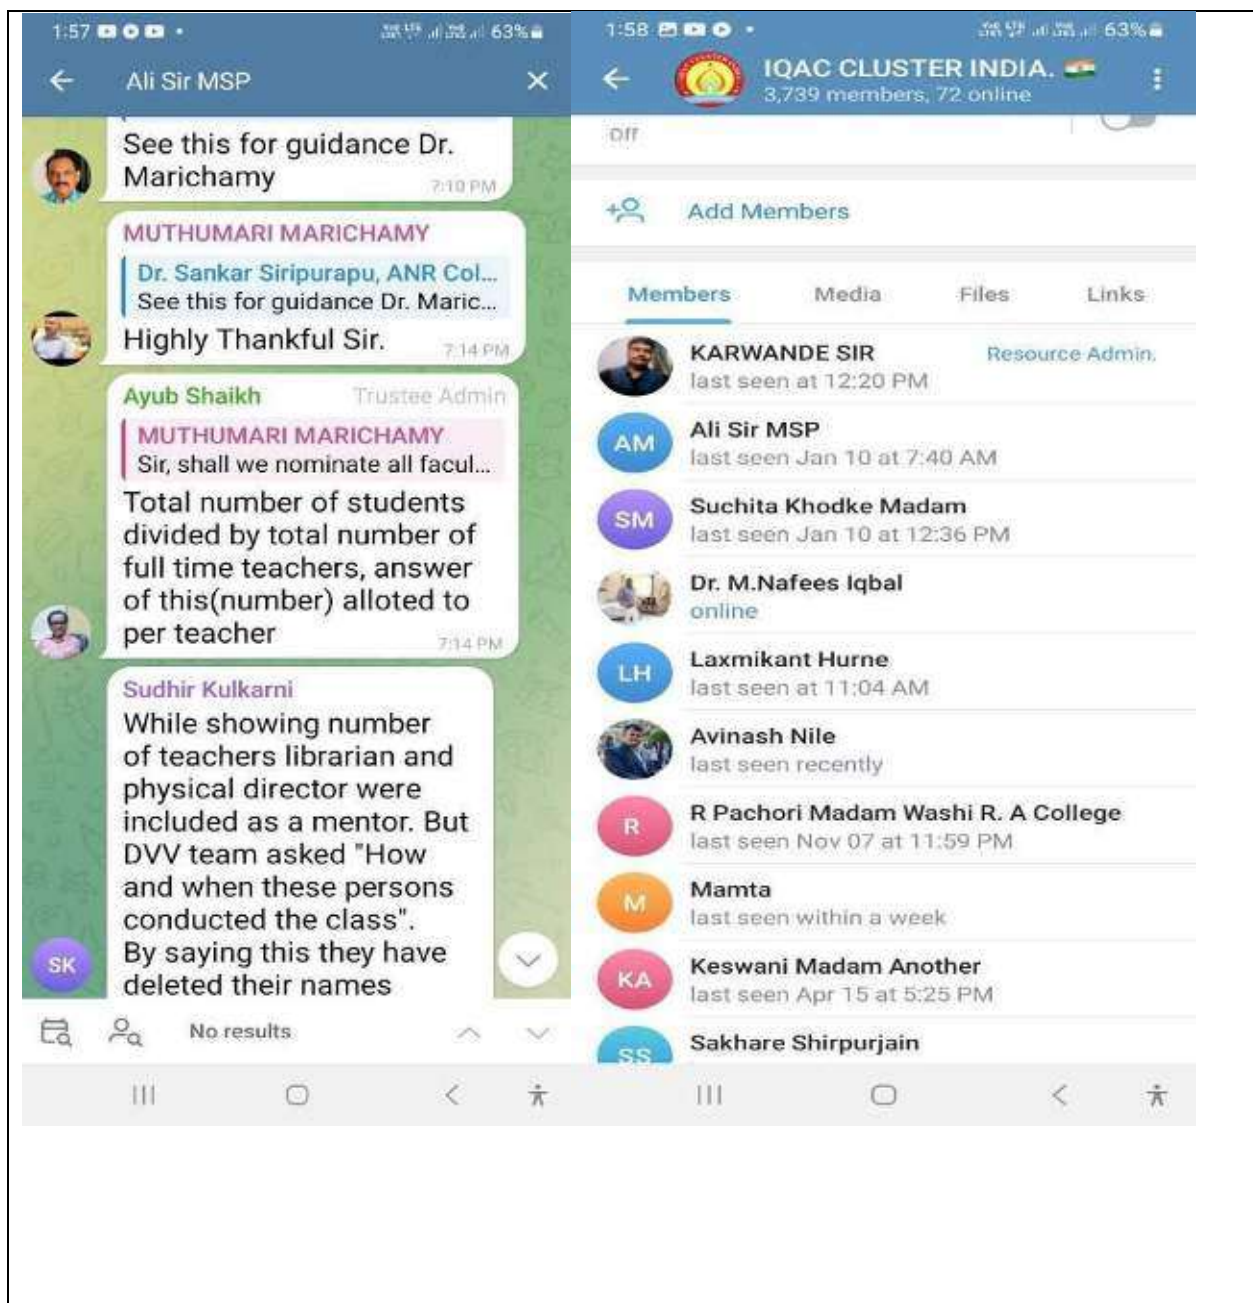 1:57
63%
Ali Sir MSP
See this for guidance Dr.
Marichamy
7:10 PM
MUTHUMARI MARICHAMY
Dr. Sankar Siripurapu, ANR Col...
See this for guidance Dr. Maric...
Highly Thankful Sir.
7:14 PM
Ayub Shaikh Trustee Admin
MUTHUMARI MARICHAMY
Sir, shall we nominate all facul...
Total number of students
divided by total number of
full time teachers, answer
of this(number) alloted to
per teacher
7:14 PM
Sudhir Kulkarni
While showing number
of teachers librarian and
physical director were
included as a mentor. But
DVV team asked "How
and when these persons
conducted the class".
By saying this they have
deleted their names
SK
No results
1:58
63%
IQAC CLUSTER INDIA.
3,739 members, 72 online
Off
Add Members
Members Media Files Links
KARWANDE SIR Resource Admin.
last seen at 12:20 PM
AM
Ali Sir MSP
last seen Jan 10 at 7:40 AM
SM
Suchita Khodke Madam
last seen Jan 10 at 12:36 PM
Dr. M.Nafees Iqbal
online
LH
Laxmikant Hurne
last seen at 11:04 AM
Avinash Nile
last seen recently
R
R Pachori Madam Washi R. A College
last seen Nov 07 at 11:59 PM
M
Mamta
last seen within a week
KA
Keswani Madam Another
last seen Apr 15 at 5:25 PM
SS
Sakhare Shirpurjain